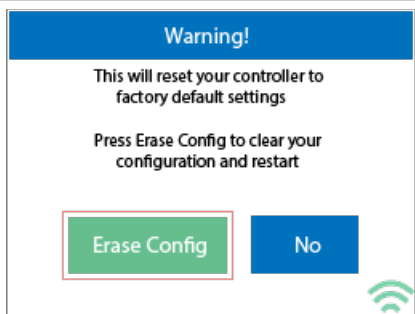 Warning!
This will reset your controller to
factory default settings
Press Erase Config to clear your
configuration and restart
Erase Config
No